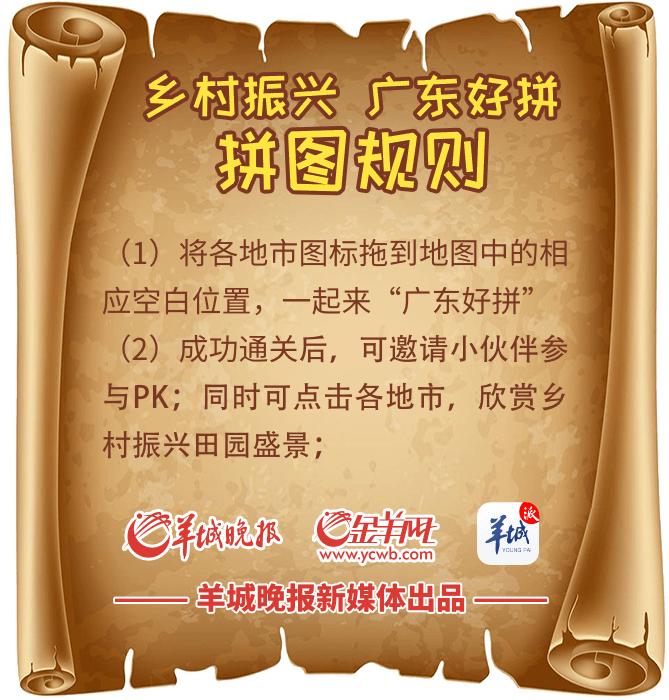 乡村振兴 广东好拼
拼图规则
（1）将各地市图标拖到地图中的相
应空白位置，一起来“广东好拼”
（2）成功通关后，可邀请小伙伴参
与PK；同时可点击各地市，欣赏乡
村振兴田园盛景；
羊城晚报 金羊网 羊城派
www.ycwb.com YOUNG PAI
羊城晚报新媒体出品